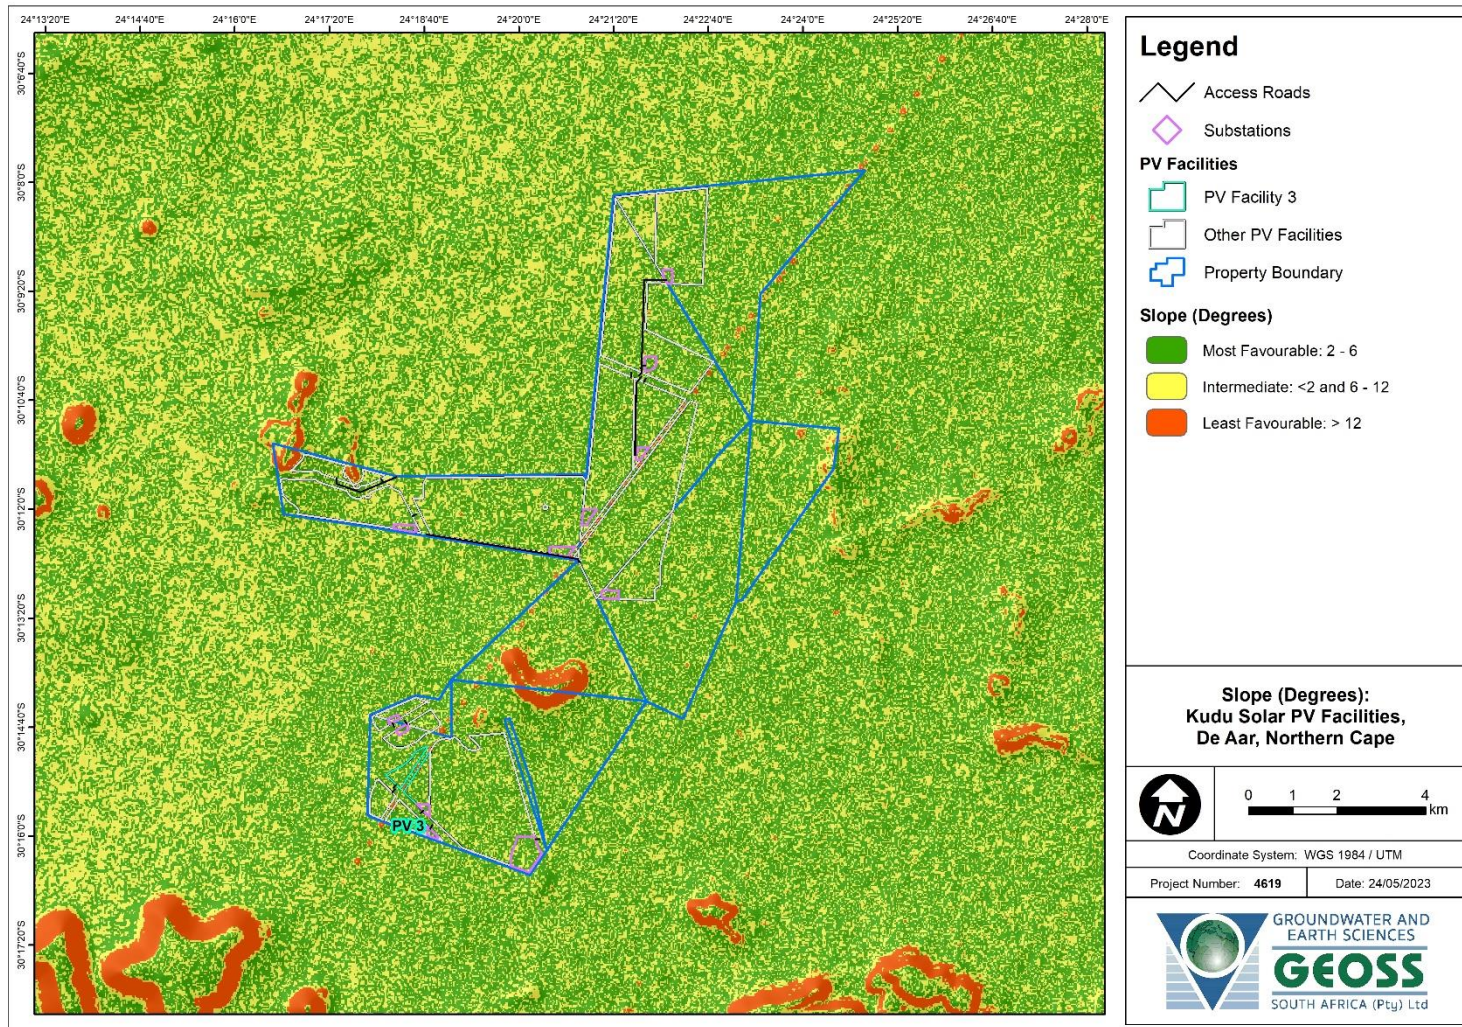 24°13'20"E 24°14'40"E 24°16'0"E 24°17'20"E 24°18'40"E 24°20'0"E 24°21'20"E 24°22'40"E 24°24'0"E 24°25'20"E 24°26'40"E 24°28'0"E
30°6'40"S
30°8'0"S
30°9'20"S
30°10'40"S
30°12'0"S
30°13'20"S
30°14'40"S
30°16'0"S
30°17'20"S
PV 3
Legend
Access Roads
Substations
PV Facilities
PV Facility 3
Other PV Facilities
Property Boundary
Slope (Degrees)
Most Favourable: 2 - 6
Intermediate: <2 and 6 - 12
Least Favourable: > 12
Slope (Degrees):
Kudu Solar PV Facilities,
De Aar, Northern Cape
N
0 1 2 4
km
Coordinate System: WGS 1984 / UTM
Project Number: 4619 Date: 24/05/2023
GROUNDWATER AND
EARTH SCIENCES
GEOSS
SOUTH AFRICA (Pty) Ltd